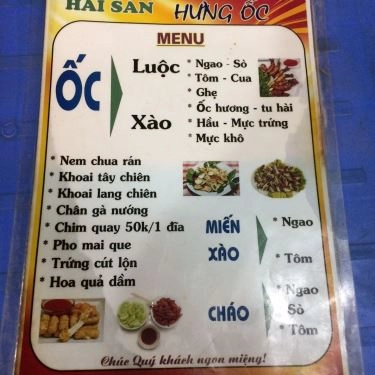 HẢI SẢN HƯNG ỐC
MENU
ỐC
Luộc
Xào
* Ngao - Sò
* Tôm - Cua
* Ghẹ
* Ốc hương - tu hài
* Hầu - Mực trứng
* Mực khô
* Nem chua rán
* Khoai tây chiên
* Khoai lang chiên
* Chân gà nướng
* Chim quay 50k/1 đĩa
* Pho mai que
* Trứng cút lộn
* Hoa quả dầm
MIẾN
XÀO
* Ngao
* Tôm
CHÁO
* Ngao
Sò
* Tôm
Chúc Quý khách ngon miệng!